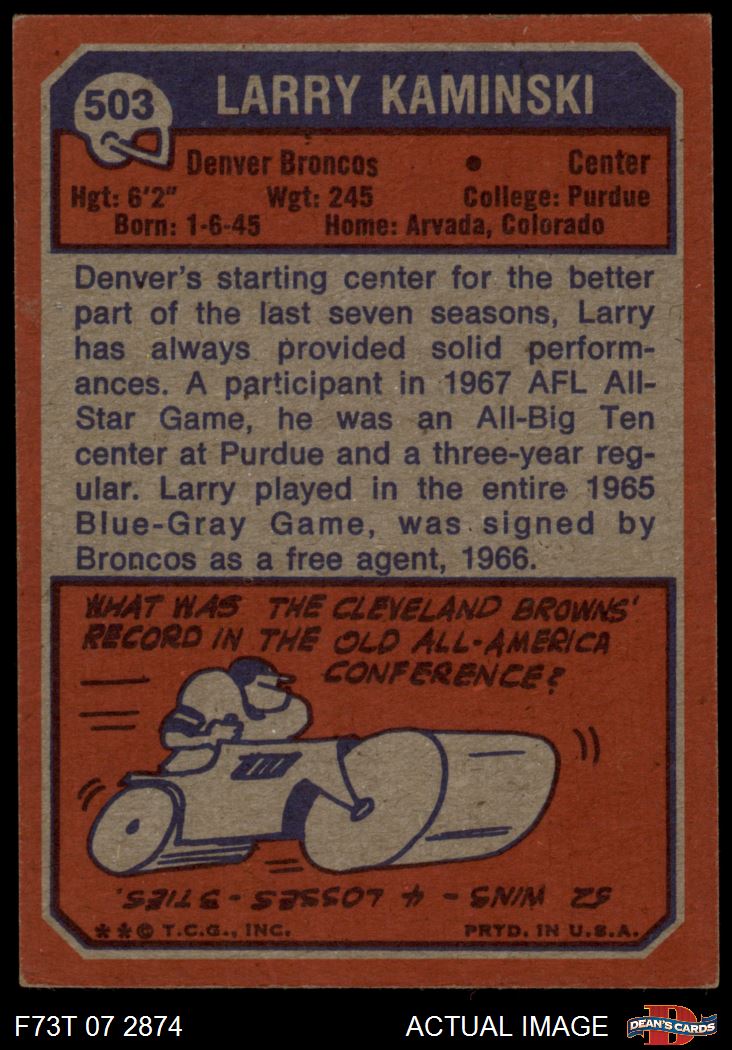 503
LARRY KAMINSKI
Denver Broncos • Center
Hgt: 6'2" Wgt: 245 College: Purdue
Born: 1-6-45 Home: Arvada, Colorado
Denver's starting center for the better
part of the last seven seasons, Larry
has always provided solid perform-
ances. A participant in 1967 AFL All-
Star Game, he was an All-Big Ten
center at Purdue and a three-year reg-
ular. Larry played in the entire 1965
Blue-Gray Game, was signed by
Broncos as a free agent, 1966.
WHAT WAS THE CLEVELAND BROWNS'
RECORD IN THE OLD ALL-AMERICA
CONFERENCE?
52 WINS - 4 LOSSES - 3 TIES.
**© T.C.G., INC. PRTD. IN U.S.A.
F73T 07 2874 ACTUAL IMAGE
D
DEAN'S CARDS